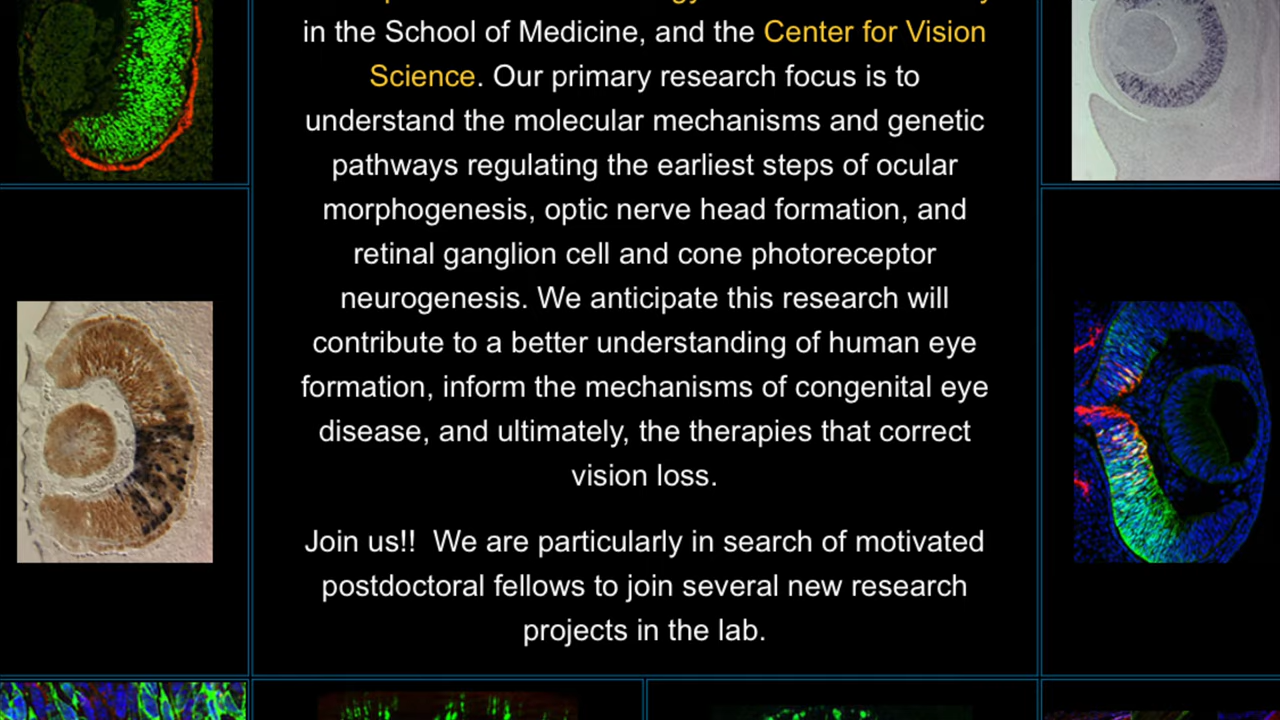 in the School of Medicine, and the Center for Vision
Science. Our primary research focus is to
understand the molecular mechanisms and genetic
pathways regulating the earliest steps of ocular
morphogenesis, optic nerve head formation, and
retinal ganglion cell and cone photoreceptor
neurogenesis. We anticipate this research will
contribute to a better understanding of human eye
formation, inform the mechanisms of congenital eye
disease, and ultimately, the therapies that correct
vision loss.
Join us!!  We are particularly in search of motivated
postdoctoral fellows to join several new research
projects in the lab.